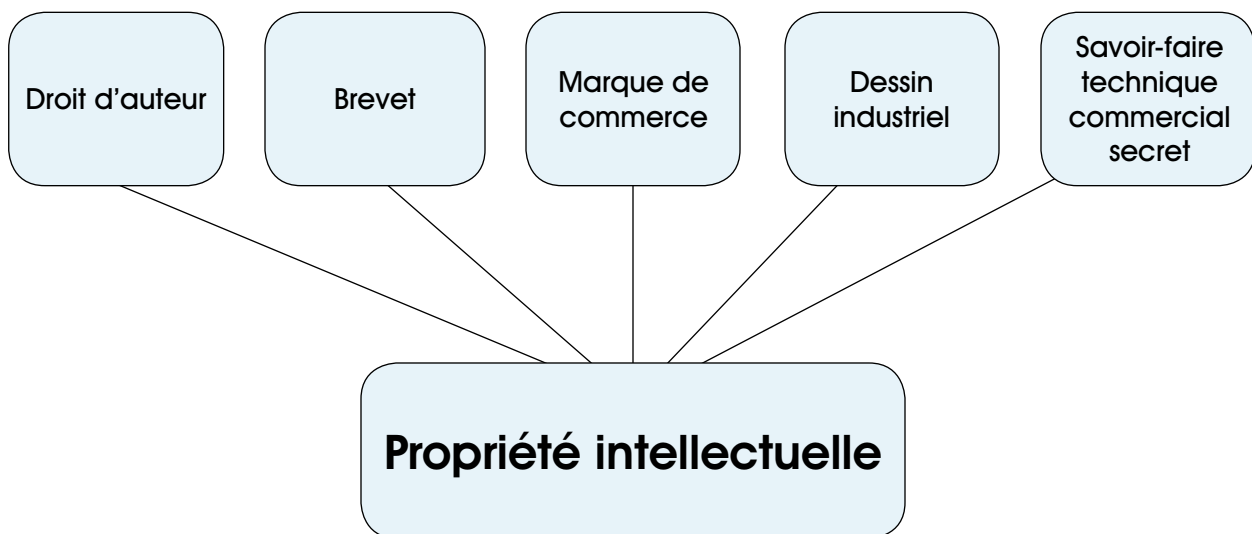 Droit d'auteur
Brevet
Marque de
commerce
Dessin
industriel
Savoir-faire
technique
commercial
secret
Propriété intellectuelle